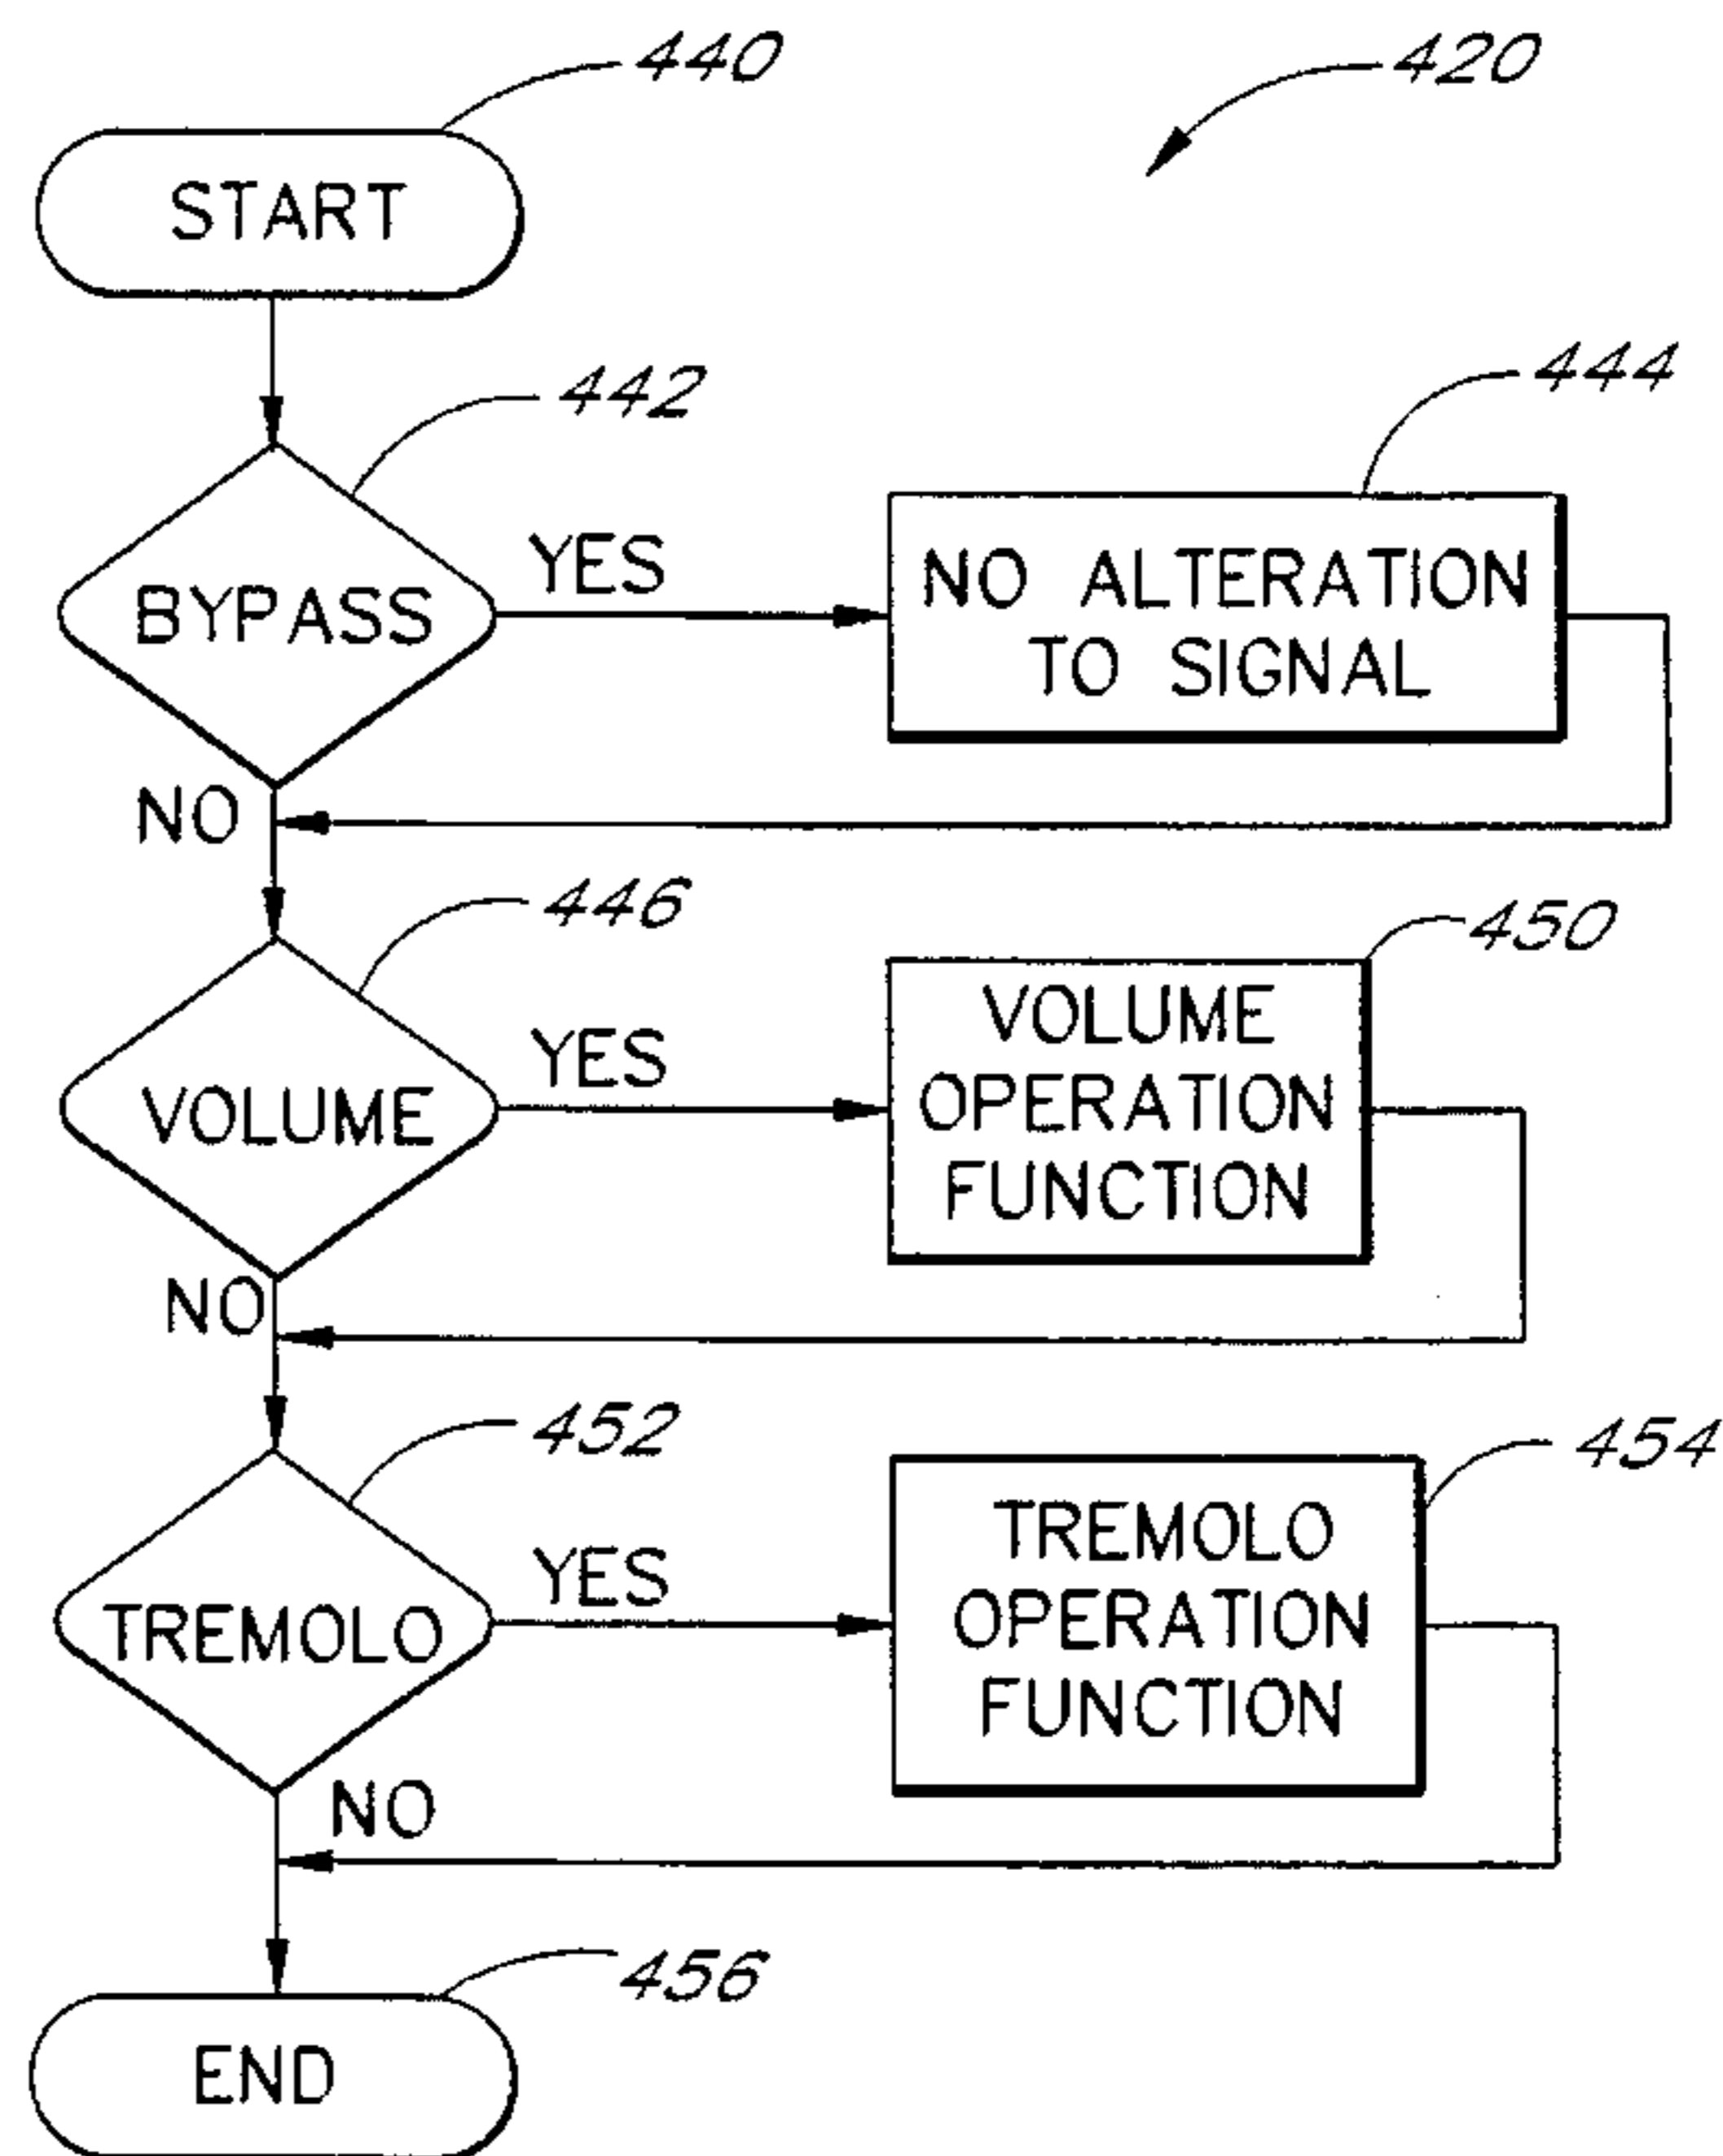 440
420
START
442
444
BYPASS
YES
NO ALTERATION
TO SIGNAL
NO
446
450
VOLUME
YES
VOLUME
OPERATION
FUNCTION
NO
452
454
TREMOLO
YES
TREMOLO
OPERATION
FUNCTION
NO
456
END